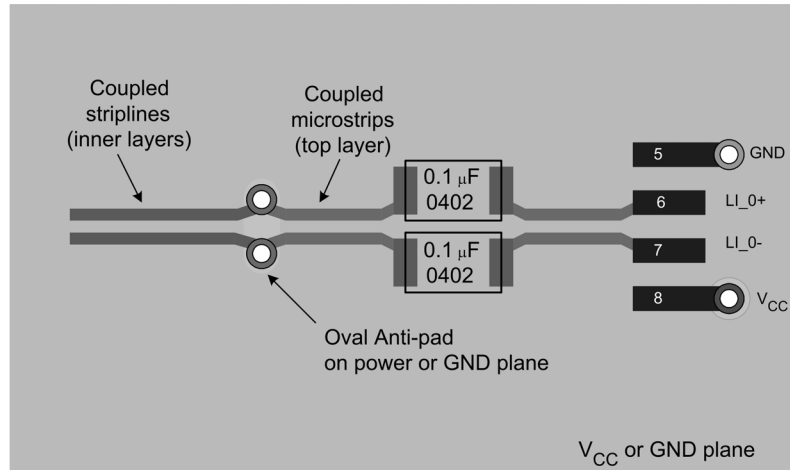 Coupled
striplines
(inner layers)
Coupled
microstrips
(top layer)
0.1 μF
0402
0.1 μF
0402
5
GND
6
LI_0+
7
LI_0-
8
VCC
Oval Anti-pad
on power or GND plane
VCC or GND plane